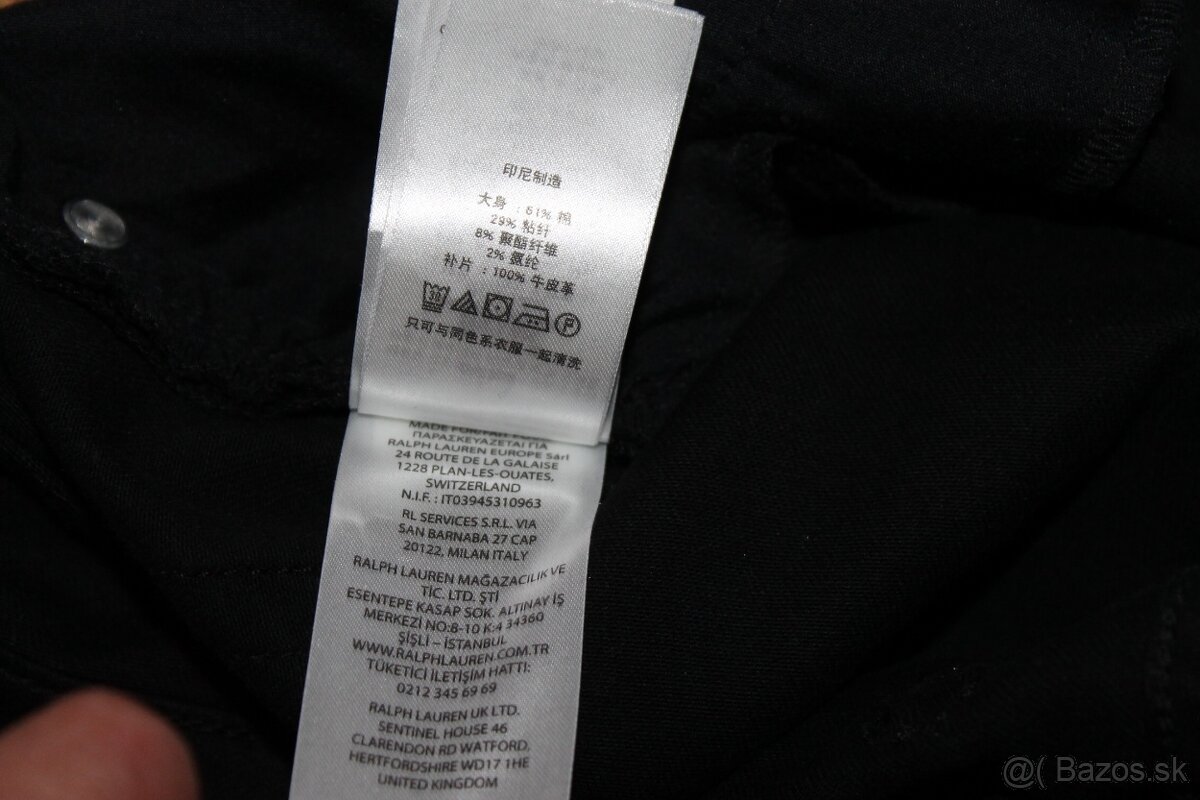 印尼制造
大身 : 61% 棉
29% 粘纤
8% 聚酯纤维
2% 氨纶
补片 : 100% 牛皮革
30
P
只可与同色系衣服一起清洗
MADE FOR/FAIT POUR
ΠΑΡΑΣΚΕΥΑΖΕΤΑΙ ΓΙΑ
RALPH LAUREN EUROPE Sàrl
24 ROUTE DE LA GALAISE
1228 PLAN-LES-OUATES,
SWITZERLAND
N.I.F. : IT03945310963
RL SERVICES S.R.L. VIA
SAN BARNABA 27 CAP
20122, MILAN ITALY
RALPH LAUREN MAĞAZACILIK VE
TİC. LTD. ŞTİ
ESENTEPE KASAP SOK. ALTINAY İŞ
MERKEZİ NO:8-10 K:4 34360
ŞİŞLİ – İSTANBUL
WWW.RALPHLAUREN.COM.TR
TÜKETİCİ İLETİŞİM HATTI:
0212 345 69 69
RALPH LAUREN UK LTD.
SENTINEL HOUSE 46
CLARENDON RD WATFORD,
HERTFORDSHIRE WD17 1HE
UNITED KINGDOM
@( Bazos.sk